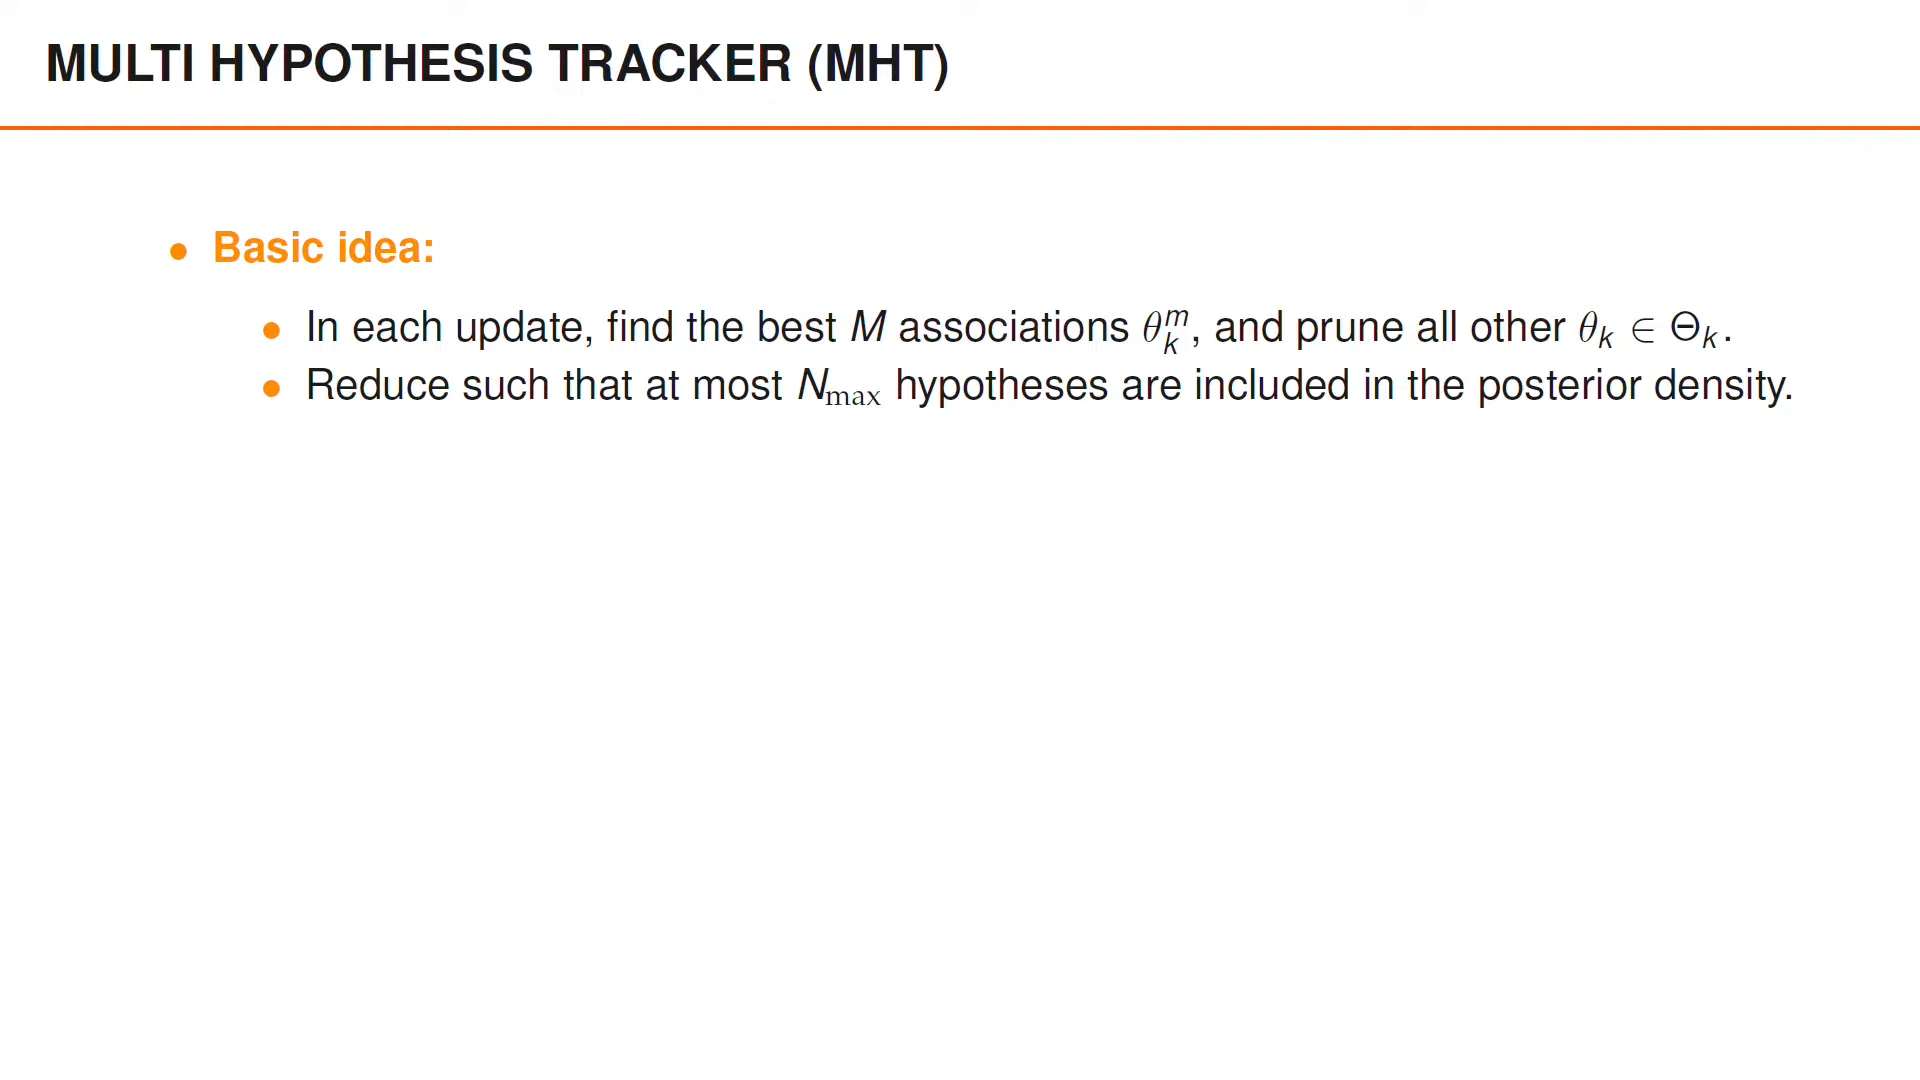 MULTI HYPOTHESIS TRACKER (MHT)
• Basic idea:
• In each update, find the best M associations θ_k^m, and prune all other θ_k ∈ Θ_k.
• Reduce such that at most N_max hypotheses are included in the posterior density.